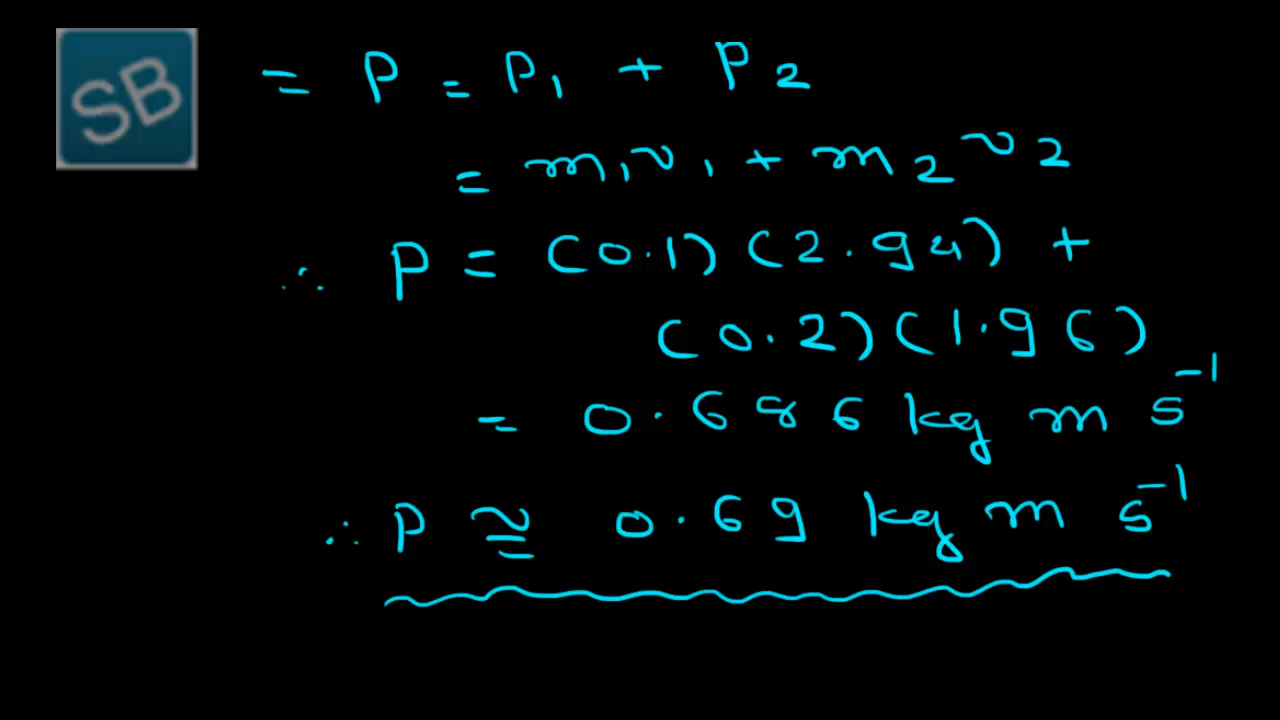 SB
= P = P₁ + P₂
= m₁v₁ + m₂v₂
∴ P = (0.1)(2.94) +
(0.2)(1.96)
= 0.686 kg m s⁻¹
∴ P ≅ 0.69 kg m s⁻¹